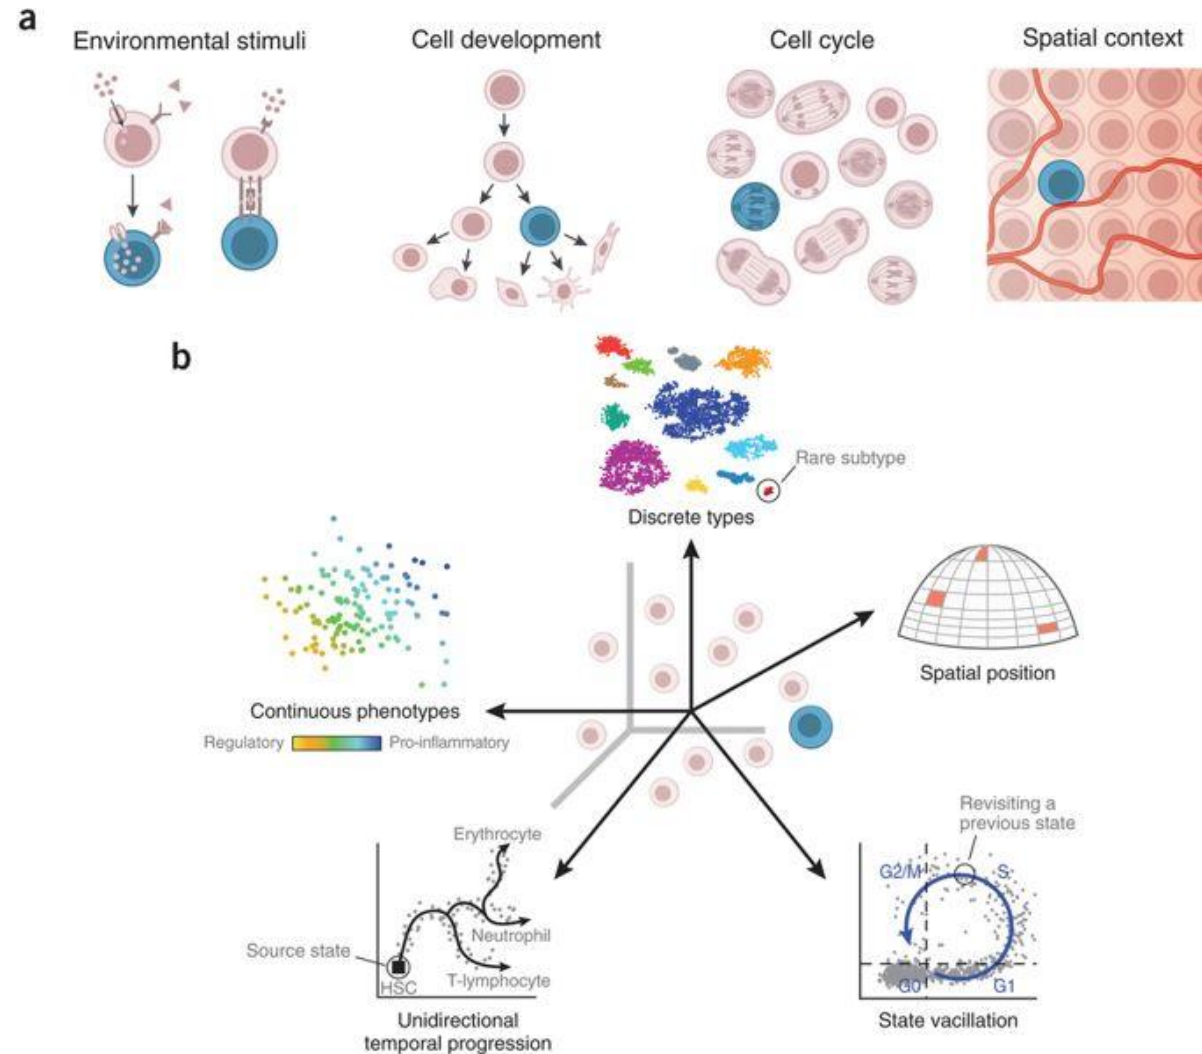 a
Environmental stimuli
Cell development
Cell cycle
Spatial context
b
Rare subtype
Discrete types
Spatial position
Continuous phenotypes
Regulatory
Pro-inflammatory
Erythrocyte
Neutrophil
T-lymphocyte
Source state
HSC
Unidirectional
temporal progression
Revisiting a
previous state
G2/M
S
G0
G1
State vacillation